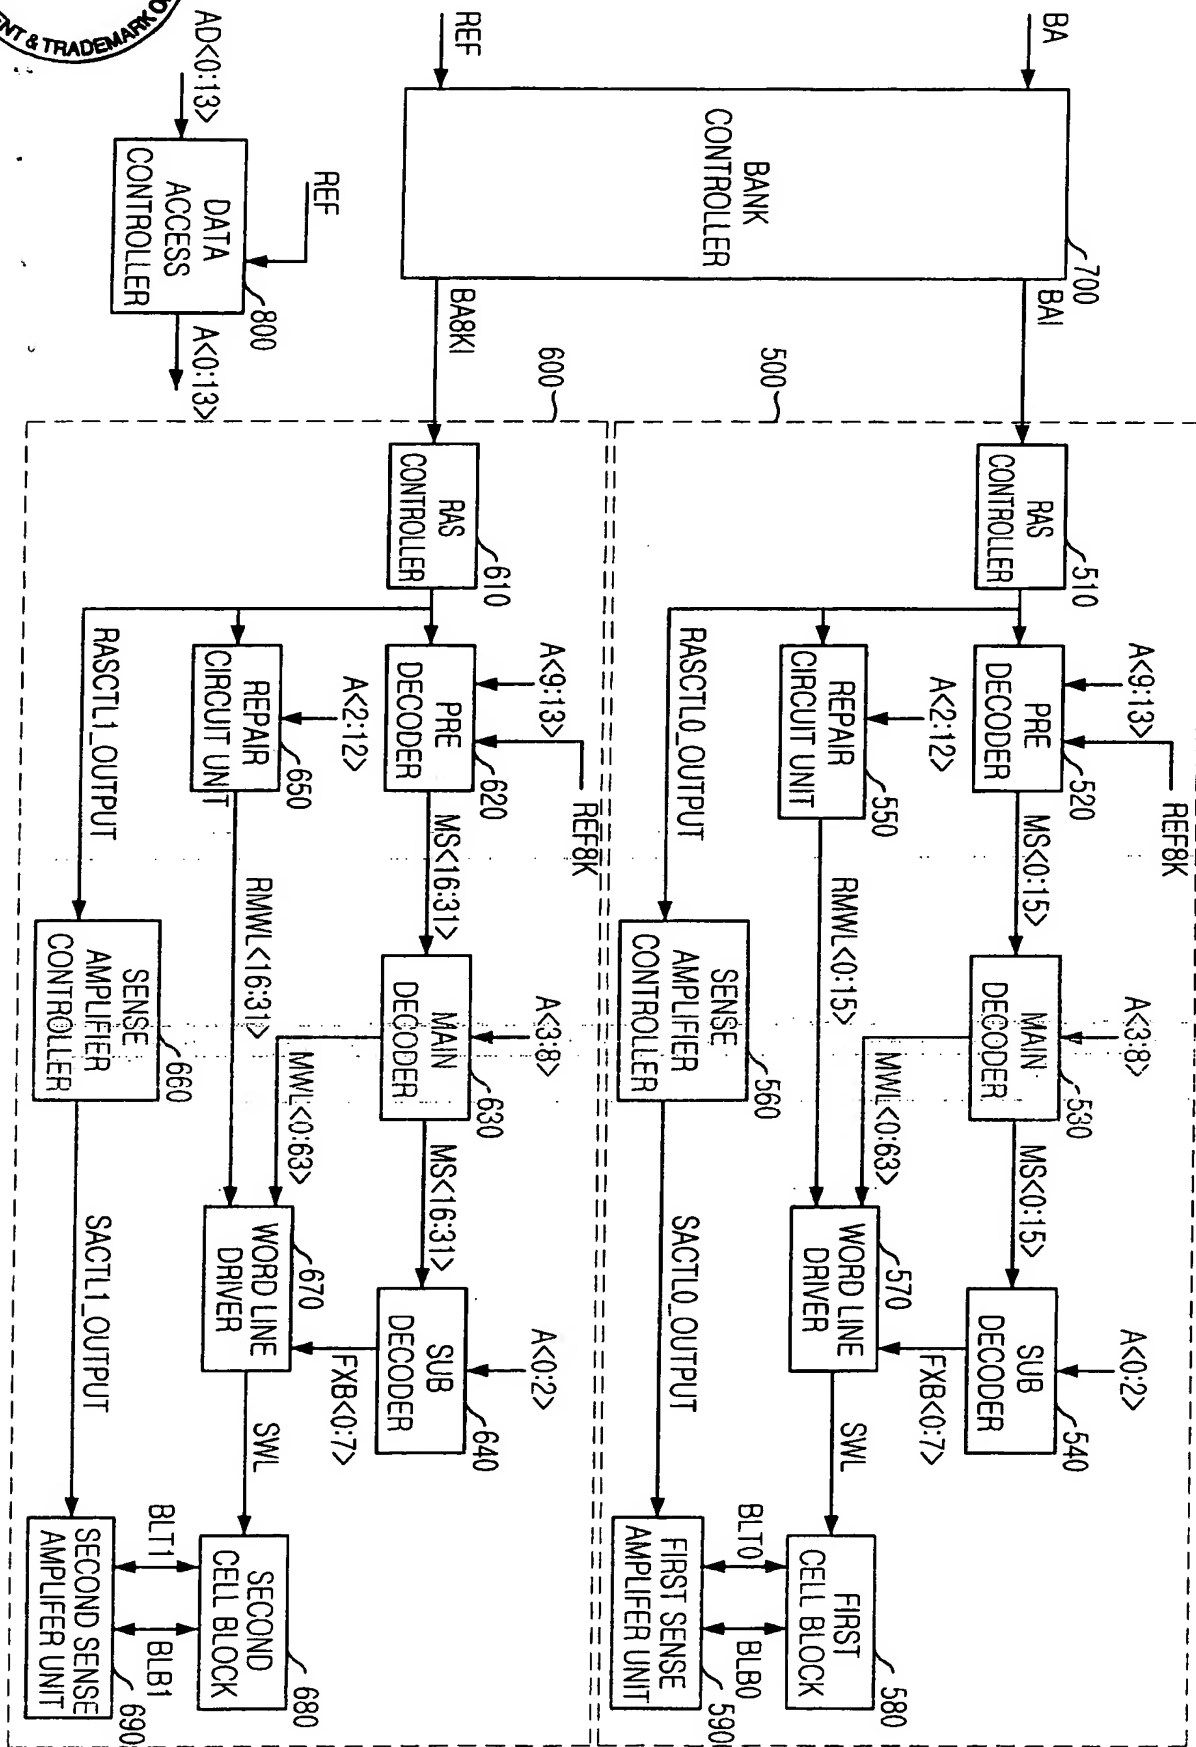 ENT & TRADEMARK O
BA
REF
BANK
CONTROLLER
700
BAI
BA8KI
AD<0:13>
REF
DATA
ACCESS
CONTROLLER
800
A<0:13>
500
RAS
CONTROLLER
510
A<9:13>
REF8K
PRE
DECODER
520
MS<0:15>
A<3:8>
MAIN
DECODER
530
MS<0:15>
A<0:2>
SUB
DECODER
540
A<2:12>
REPAIR
CIRCUIT UNIT
550
RMWL<0:15>
MWL<0:63>
WORD LINE
DRIVER
570
FXB<0:7>
SWL
FIRST
CELL BLOCK
580
RASCTL0_OUTPUT
SENSE
AMPLIFIER
CONTROLLER
560
SACTL0_OUTPUT
BLT0
BLB0
FIRST SENSE
AMPLIFER UNIT
590
600
RAS
CONTROLLER
610
A<9:13>
REF8K
PRE
DECODER
620
MS<16:31>
A<3:8>
MAIN
DECODER
630
MS<16:31>
A<0:2>
SUB
DECODER
640
A<2:12>
REPAIR
CIRCUIT UNIT
650
RMWL<16:31>
MWL<0:63>
WORD LINE
DRIVER
670
FXB<0:7>
SWL
SECOND
CELL BLOCK
680
RASCTL1_OUTPUT
SENSE
AMPLIFIER
CONTROLLER
660
SACTL1_OUTPUT
BLT1
BLB1
SECOND SENSE
AMPLIFER UNIT
690